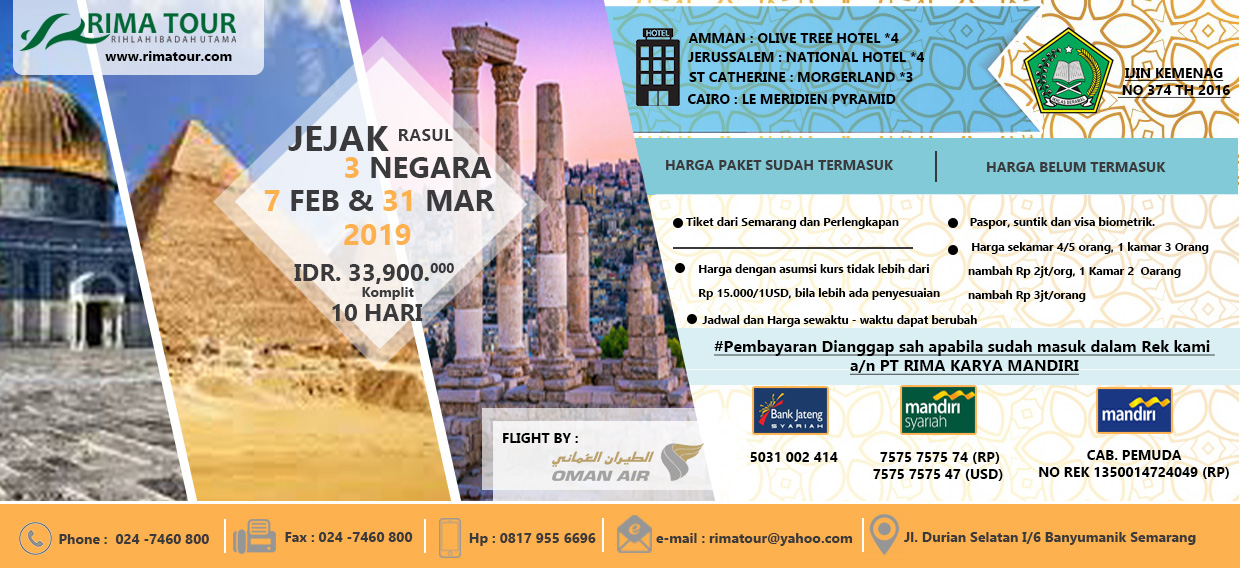 RIMA TOUR
RIHLAH IBADAH UTAMA
www.rimatour.com
JEJAK RASUL
3 NEGARA
7 FEB & 31 MAR
2019
IDR. 33,900.000
Komplit
10 HARI
FLIGHT BY :
الطيران العُماني
OMAN AIR
HOTEL
AMMAN : OLIVE TREE HOTEL *4
JERUSSALEM : NATIONAL HOTEL *4
ST CATHERINE : MORGERLAND *3
CAIRO : LE MERIDIEN PYRAMID
IKHLAS BERAMAL
IJIN KEMENAG
NO 374 TH 2016
HARGA PAKET SUDAH TERMASUK
HARGA BELUM TERMASUK
Tiket dari Semarang dan Perlengkapan
Harga dengan asumsi kurs tidak lebih dari
Rp 15.000/1USD, bila lebih ada penyesuaian
Jadwal dan Harga sewaktu - waktu dapat berubah
Paspor, suntik dan visa biometrik.
Harga sekamar 4/5 orang, 1 kamar 3 Orang
nambah Rp 2jt/org, 1 Kamar 2 Oarang
nambah Rp 3jt/orang
#Pembayaran Dianggap sah apabila sudah masuk dalam Rek kami
a/n PT RIMA KARYA MANDIRI
Bank Jateng
SYARIAH
5031 002 414
mandiri
syariah
7575 7575 74 (RP)
7575 7575 47 (USD)
mandiri
CAB. PEMUDA
NO REK 1350014724049 (RP)
Phone : 024 -7460 800
Fax : 024 -7460 800
Hp : 0817 955 6696
e-mail : rimatour@yahoo.com
Jl. Durian Selatan I/6 Banyumanik Semarang